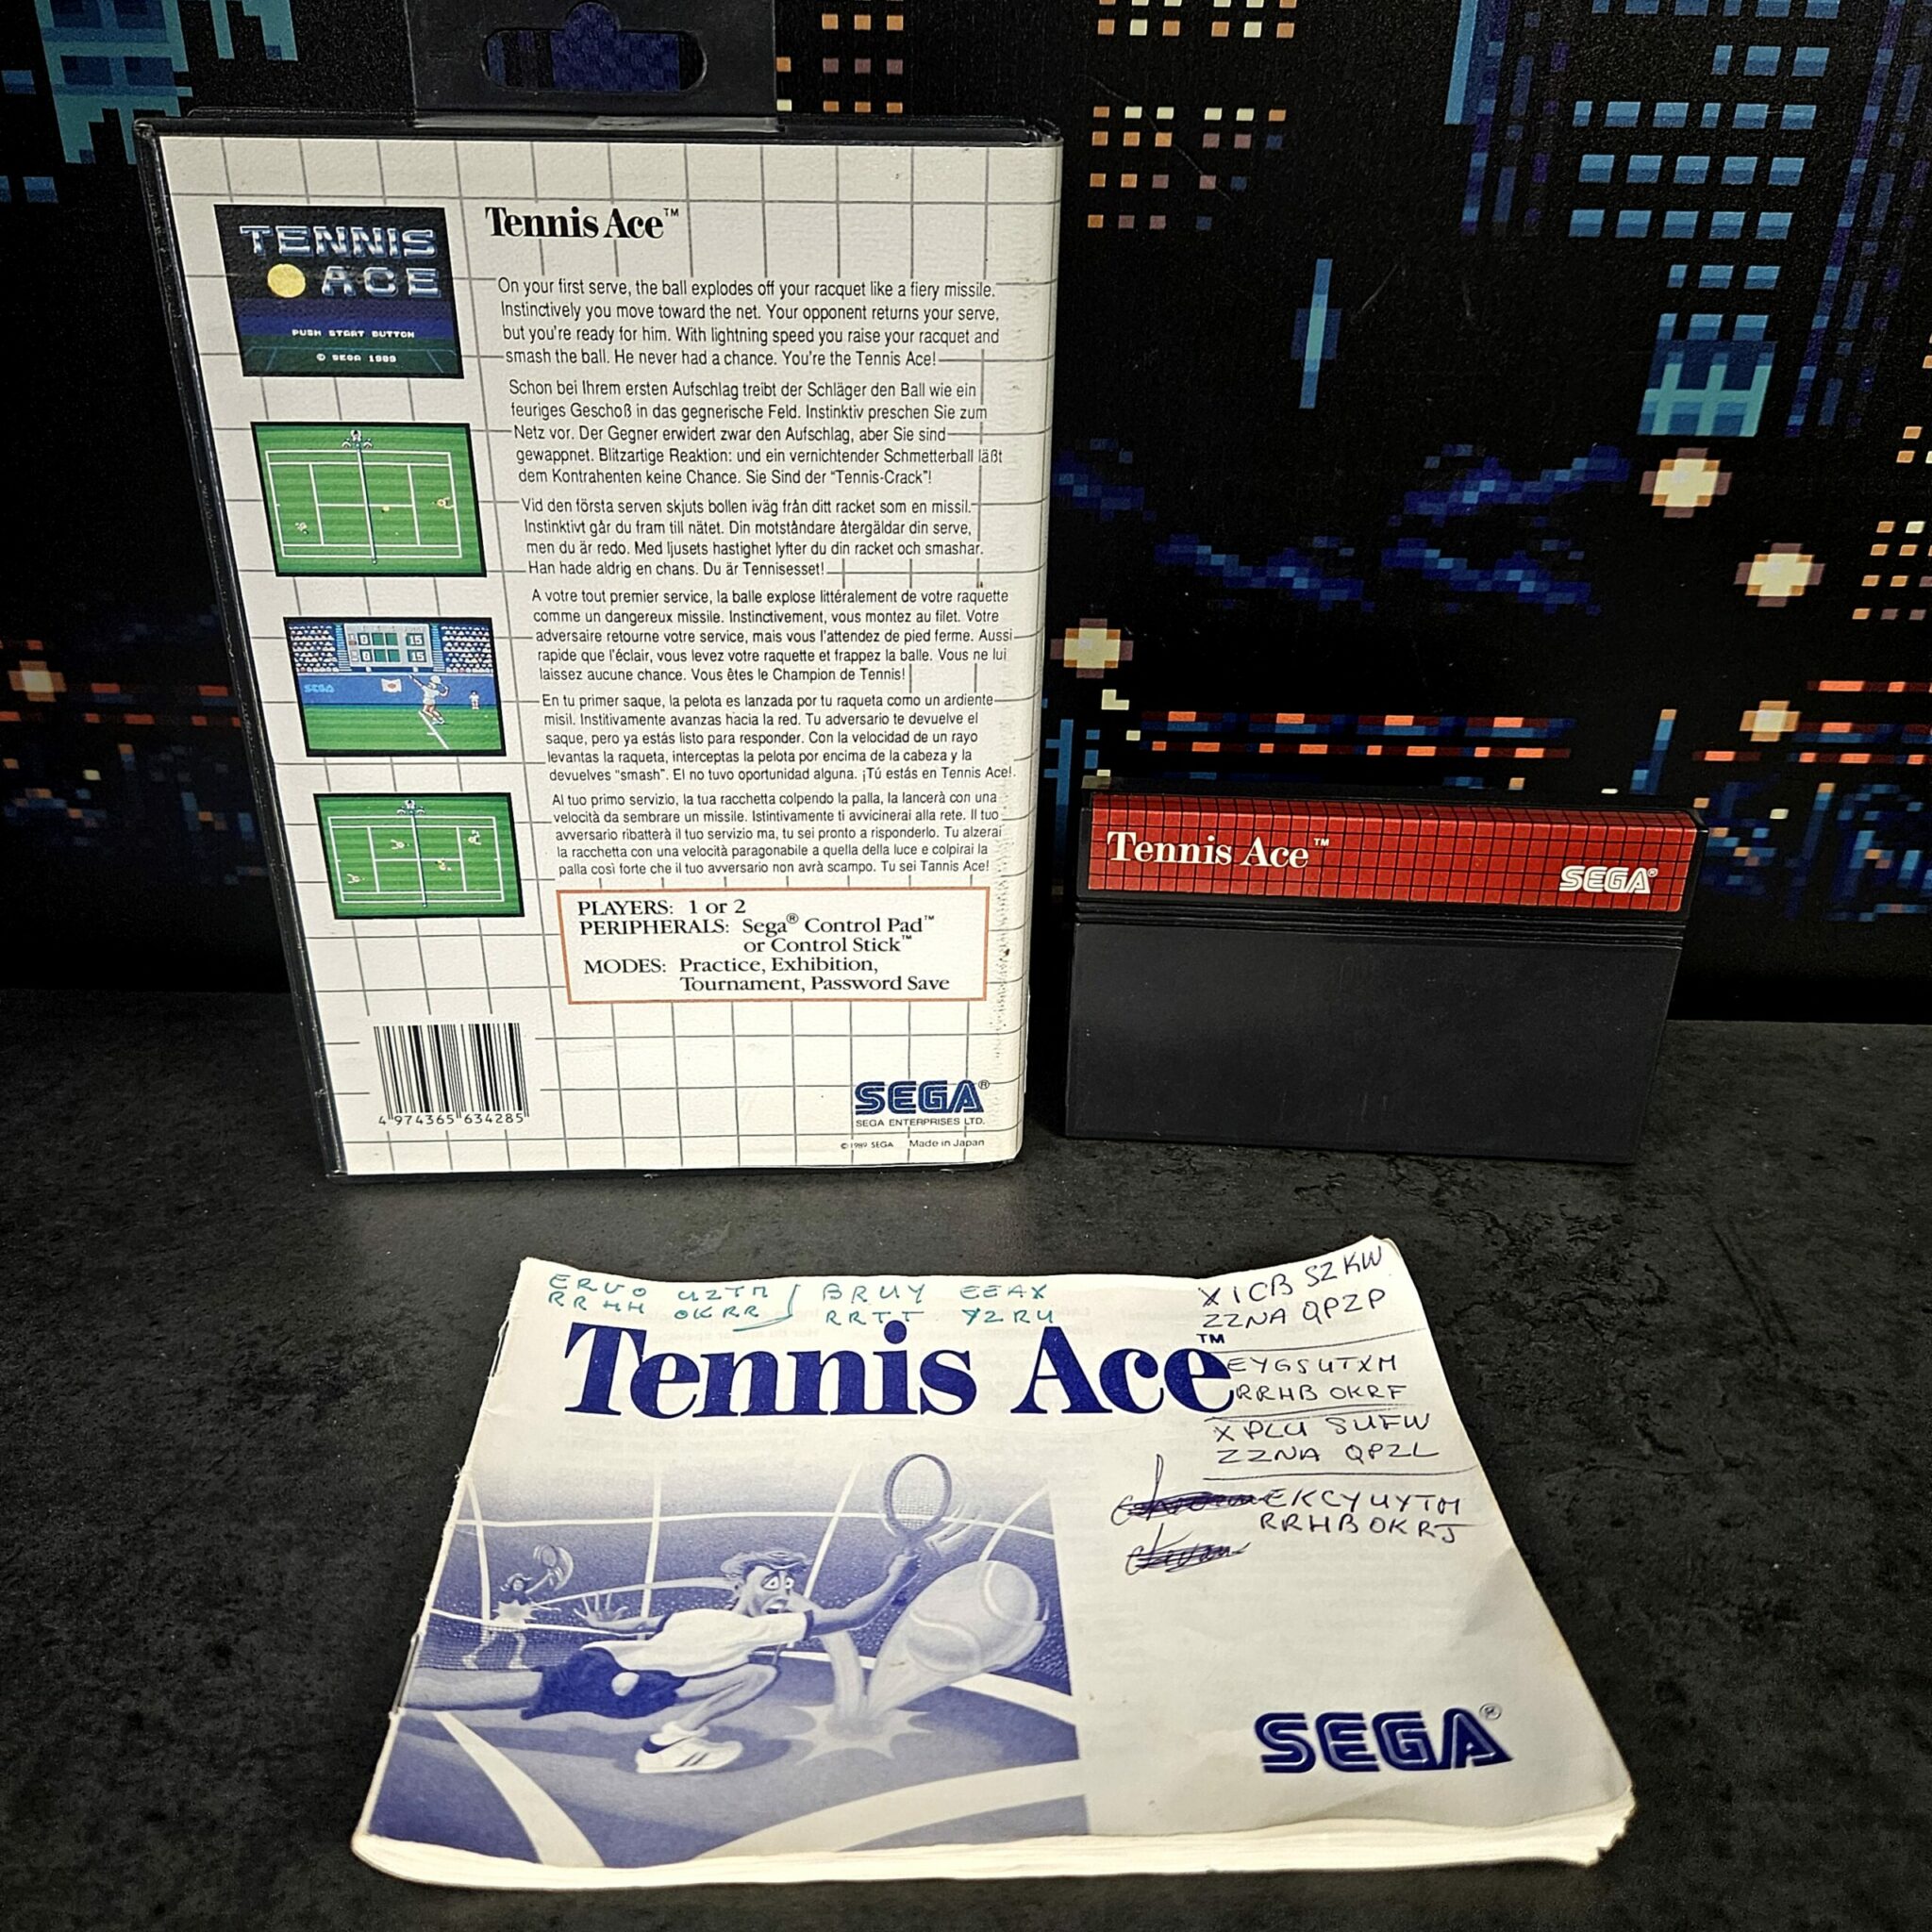 TENNIS
ACE
PUSH START BUTTON
© SEGA 1989
Tennis Ace™
On your first serve, the ball explodes off your racquet like a fiery missile.
Instinctively you move toward the net. Your opponent returns your serve,
but you're ready for him. With lightning speed you raise your racquet and
smash the ball. He never had a chance. You're the Tennis Ace!
Schon bei Ihrem ersten Aufschlag treibt der Schläger den Ball wie ein
feuriges Geschoß in das gegnerische Feld. Instinktiv preschen Sie zum
Netz vor. Der Gegner erwidert zwar den Aufschlag, aber Sie sind
gewappnet. Blitzartige Reaktion: und ein vernichtender Schmetterball läßt
dem Kontrahenten keine Chance. Sie Sind der "Tennis-Crack"!
Vid den första serven skjuts bollen iväg från ditt racket som en missil.
Instinktivt går du fram till nätet. Din motståndare återgäldar din serve,
men du är redo. Med ljusets hastighet lyfter du din racket och smashar.
Han hade aldrig en chans. Du är Tennisesset!
A votre tout premier service, la balle explose littéralement de votre raquette
comme un dangereux missile. Instinctivement, vous montez au filet. Votre
adversaire retourne votre service, mais vous l'attendez de pied ferme. Aussi
rapide que l'éclair, vous levez votre raquette et frappez la balle. Vous ne lui
laissez aucune chance. Vous êtes le Champion de Tennis!
En tu primer saque, la pelota es lanzada por tu raqueta como un ardiente
misil. Institivamente avanzas hacia la red. Tu adversario te devuelve el
saque, pero ya estás listo para responder. Con la velocidad de un rayo
levantas la raqueta, interceptas la pelota por encima de la cabeza y la
devuelves "smash". El no tuvo oportunidad alguna. ¡Tú estás en Tennis Ace!.
Al tuo primo servizio, la tua racchetta colpendo la palla, la lancerà con una
velocità da sembrare un missile. Istintivamente ti avvicinerai alla rete. Il tuo
avversario ribatterà il tuo servizio ma, tu sei pronto a risponderlo. Tu alzerai
la racchetta con una velocità paragonabile a quella della luce e colpirai la
palla così forte che il tuo avversario non avrà scampo. Tu sei Tannis Ace!
0 15
0 15
SEGA
PLAYERS: 1 or 2
PERIPHERALS: Sega® Control Pad™
or Control Stick™
MODES: Practice, Exhibition,
Tournament, Password Save
4 974365 634285
SEGA®
SEGA ENTERPRISES LTD.
© 1989 SEGA Made in Japan
Tennis Ace™
SEGA®
ERUO UZTM / BRUY EEAX
RRHH OKRR / RRTT YZRU
XICB SZKW
ZZNA QPZP
Tennis Ace™
EYGSUTXM
RRHB OKRF
XPLU SUFW
ZZNA QPZL
EKCYUYTM
RRHBOKRJ
SEGA®